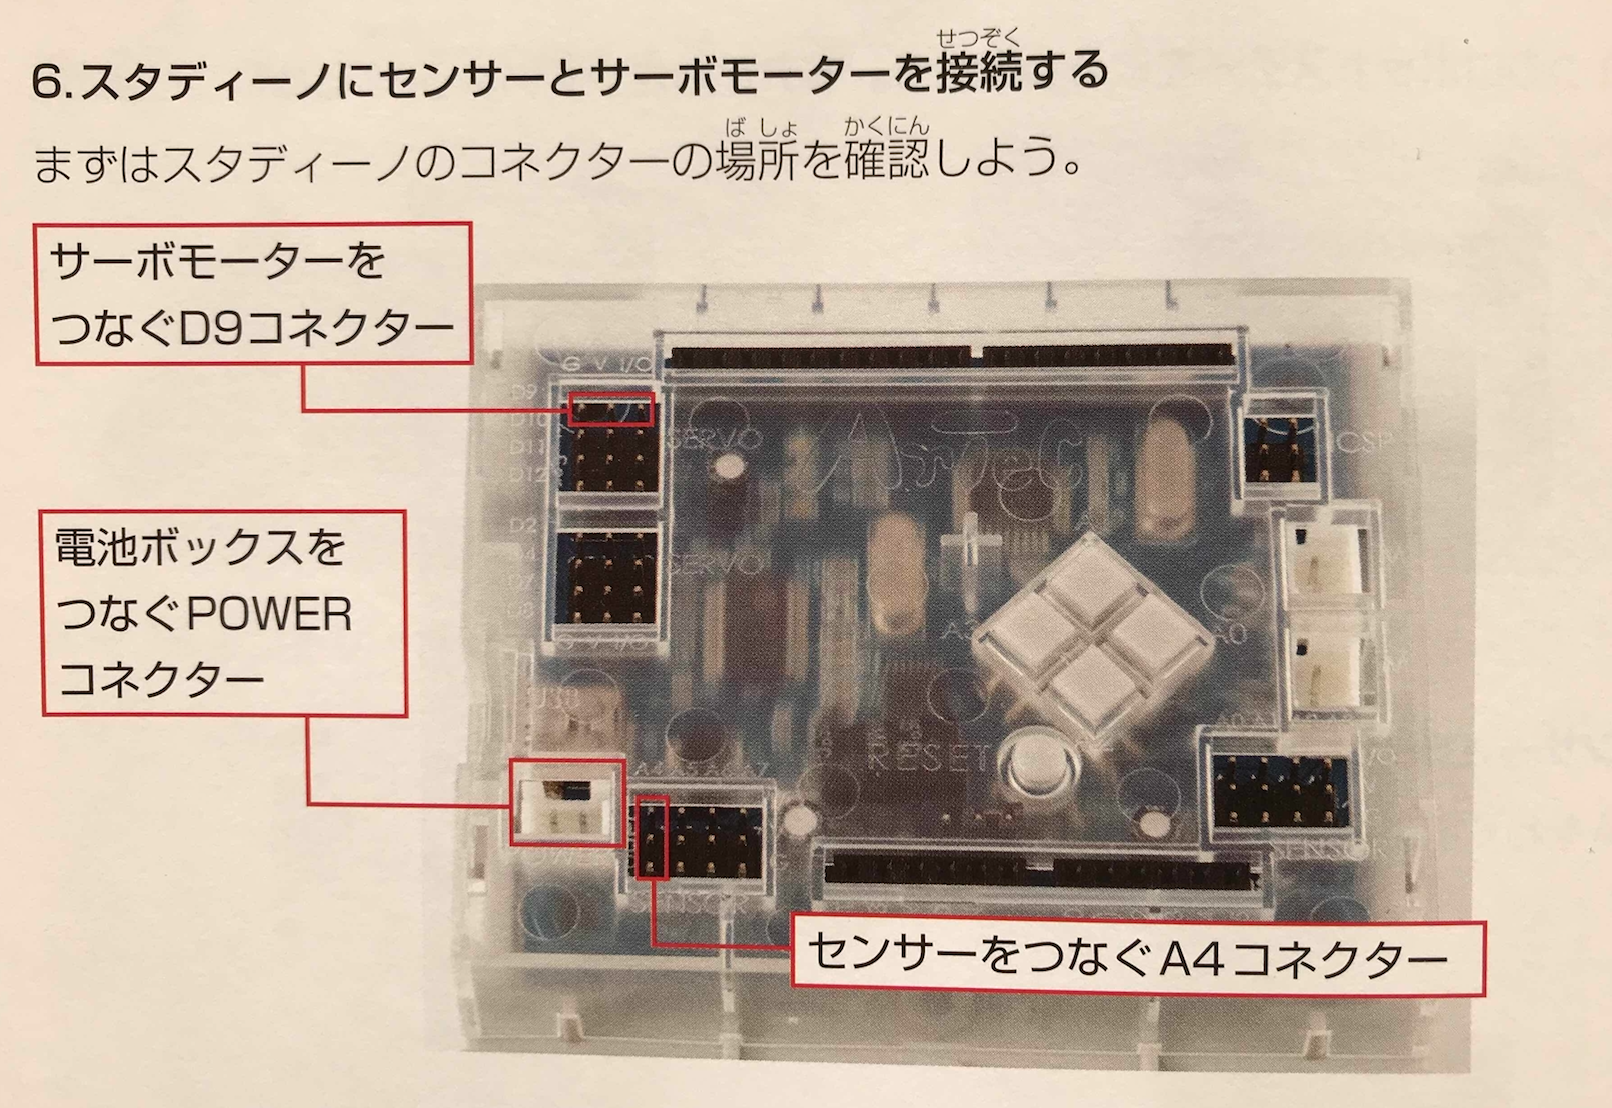 せつぞく
6.スタディーノにセンサーとサーボモーターを接続する
ばしょ かくにん
まずはスタディーノのコネクターの場所を確認しよう。
サーボモーターを
つなぐD9コネクター
G V I/O
D9
D10
D11
D12
SERVO
Artec
ICSP
電池ボックスを
つなぐPOWER
コネクター
D2
D4
D7
D8
SERVO
G V I/O
A3
A0
RESET
A4 A5 A6 A7
POWER
SENSOR
SENSOR
センサーをつなぐA4コネクター